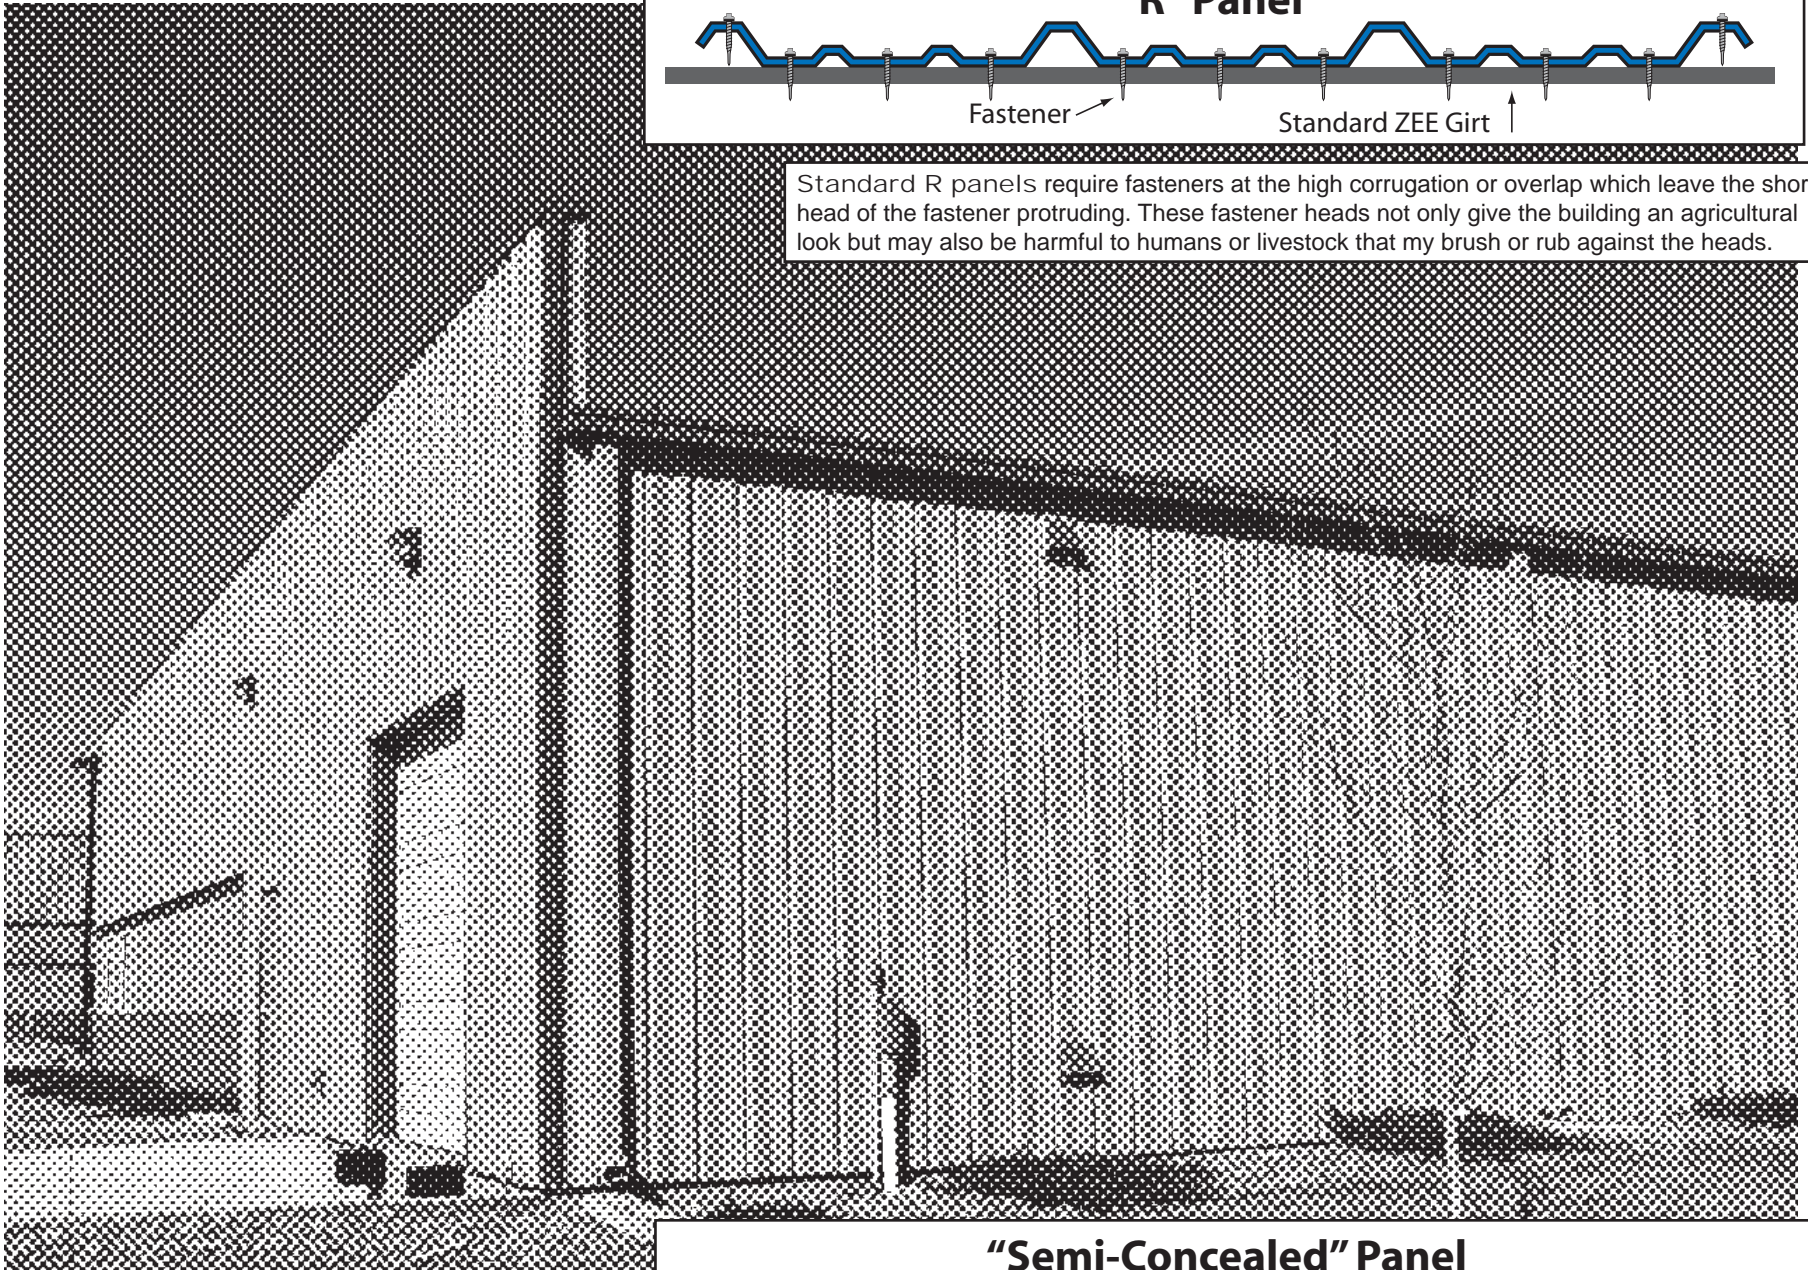 R" Panel
Fastener
Standard ZEE Girt
Standard R panels require fasteners at the high corrugation or overlap which leave the
head of the fastener protruding. These fastener heads not only give the building an agricultural
look but may also be harmful to humans or livestock that my brush or rub against the heads.
“Semi-Concealed” Panel